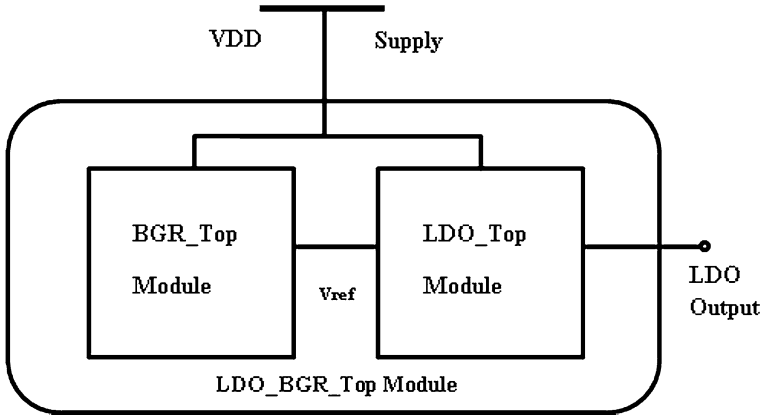 VDD Supply
BGR_Top
Module
LDO_Top
Module
Vref
LDO
Output
LDO_BGR_Top Module